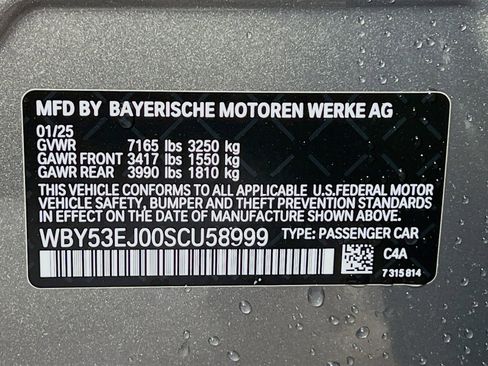 MFD BY BAYERISCHE MOTOREN WERKE AG
01/25
GVWR 7165 lbs 3250 kg
GAWR FRONT 3417 lbs 1550 kg
GAWR REAR 3990 lbs 1810 kg
THIS VEHICLE CONFORMS TO ALL APPLICABLE U.S.FEDERAL MOTOR
VEHICLE SAFETY, BUMPER, AND THEFT PREVENTION STANDARDS
IN EFFECT ON THE DATE OF MANUFACTURE SHOWN ABOVE.
WBY53EJ00SCU58999 TYPE: PASSENGER CAR
C4A
7 315 814